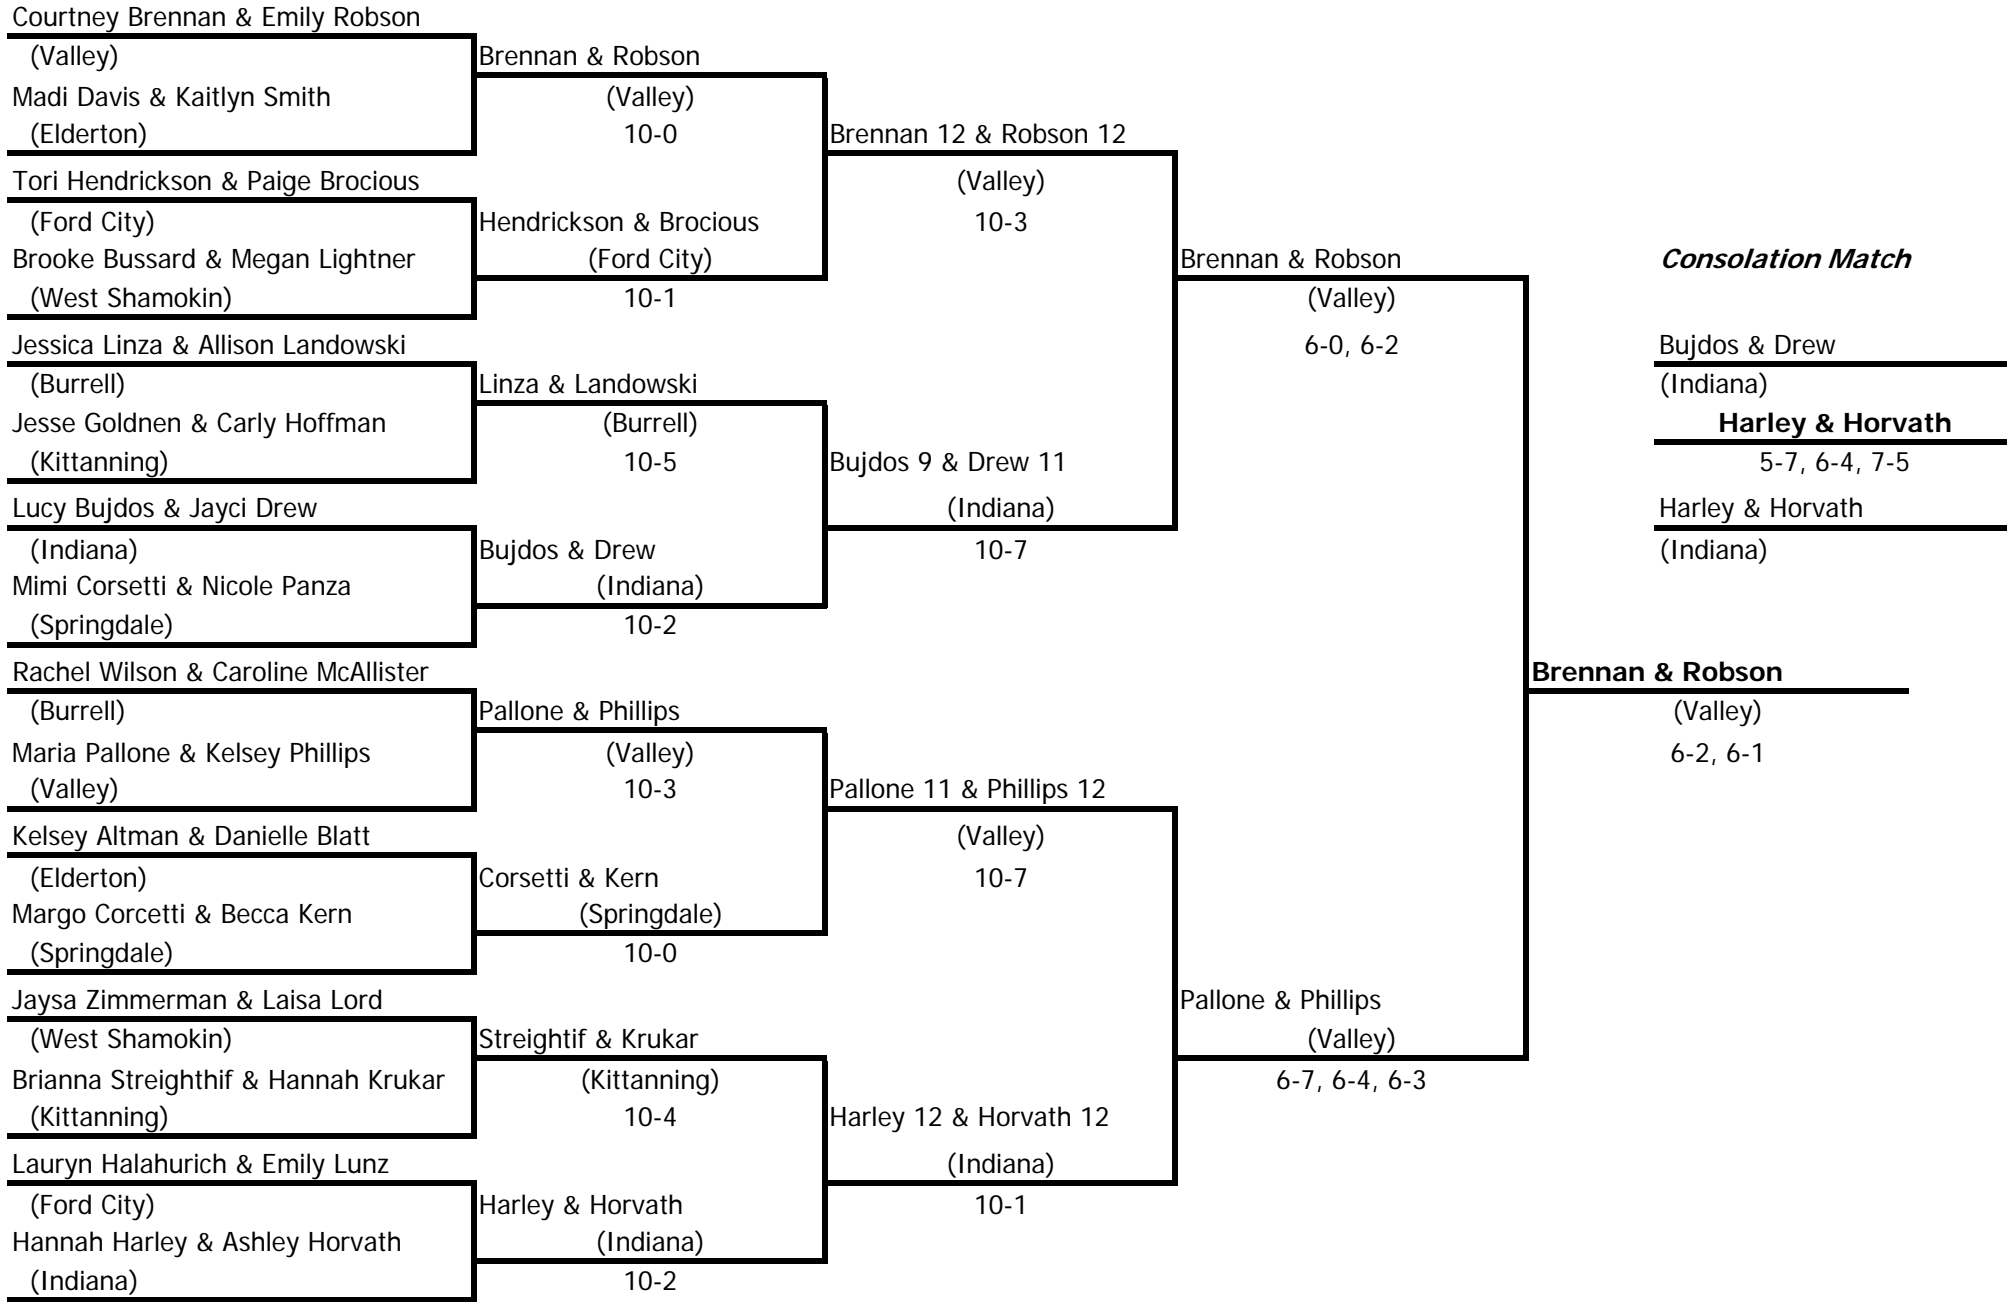 Courtney Brennan & Emily Robson
(Valley)
Madi Davis & Kaitlyn Smith
(Elderton)
Tori Hendrickson & Paige Brocious
(Ford City)
Brooke Bussard & Megan Lightner
(West Shamokin)
Jessica Linza & Allison Landowski
(Burrell)
Jesse Goldnen & Carly Hoffman
(Kittanning)
Lucy Bujdos & Jayci Drew
(Indiana)
Mimi Corsetti & Nicole Panza
(Springdale)
Rachel Wilson & Caroline McAllister
(Burrell)
Maria Pallone & Kelsey Phillips
(Valley)
Kelsey Altman & Danielle Blatt
(Elderton)
Margo Corcetti & Becca Kern
(Springdale)
Jaysa Zimmerman & Laisa Lord
(West Shamokin)
Brianna Streighthif & Hannah Krukar
(Kittanning)
Lauryn Halahurich & Emily Lunz
(Ford City)
Hannah Harley & Ashley Horvath
(Indiana)
Brennan & Robson
(Valley)
10-0
Hendrickson & Brocious
(Ford City)
10-1
Linza & Landowski
(Burrell)
10-5
Bujdos & Drew
(Indiana)
10-2
Pallone & Phillips
(Valley)
10-3
Corsetti & Kern
(Springdale)
10-0
Streightif & Krukar
(Kittanning)
10-4
Harley & Horvath
(Indiana)
10-2
Brennan 12 & Robson 12
(Valley)
10-3
Bujdos 9 & Drew 11
(Indiana)
10-7
Pallone 11 & Phillips 12
(Valley)
10-7
Harley 12 & Horvath 12
(Indiana)
10-1
Brennan & Robson
(Valley)
6-0, 6-2
Pallone & Phillips
(Valley)
6-7, 6-4, 6-3
Brennan & Robson
(Valley)
6-2, 6-1
Consolation Match
Bujdos & Drew
(Indiana)
Harley & Horvath
5-7, 6-4, 7-5
Harley & Horvath
(Indiana)